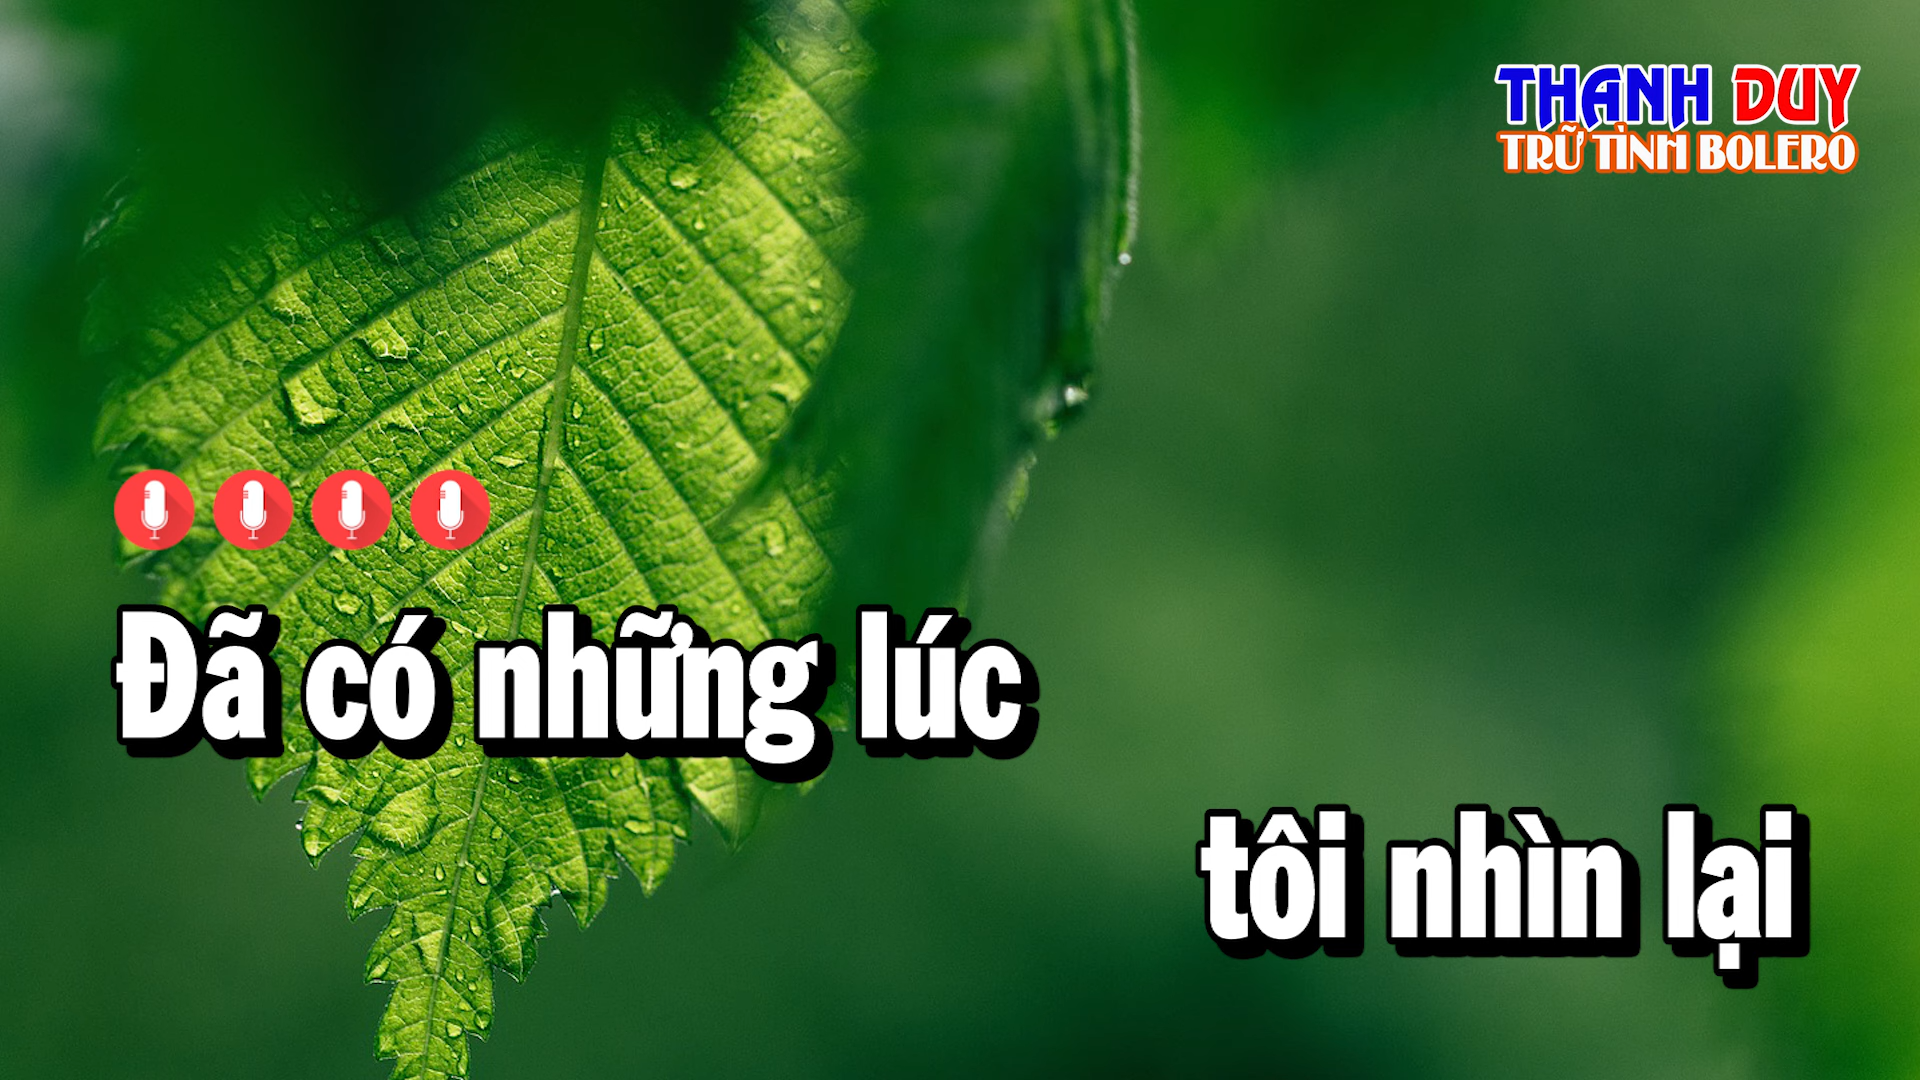 THANH DUY
TRỮ TÌNH BOLERO
Đã có những lúc
tôi nhìn lại